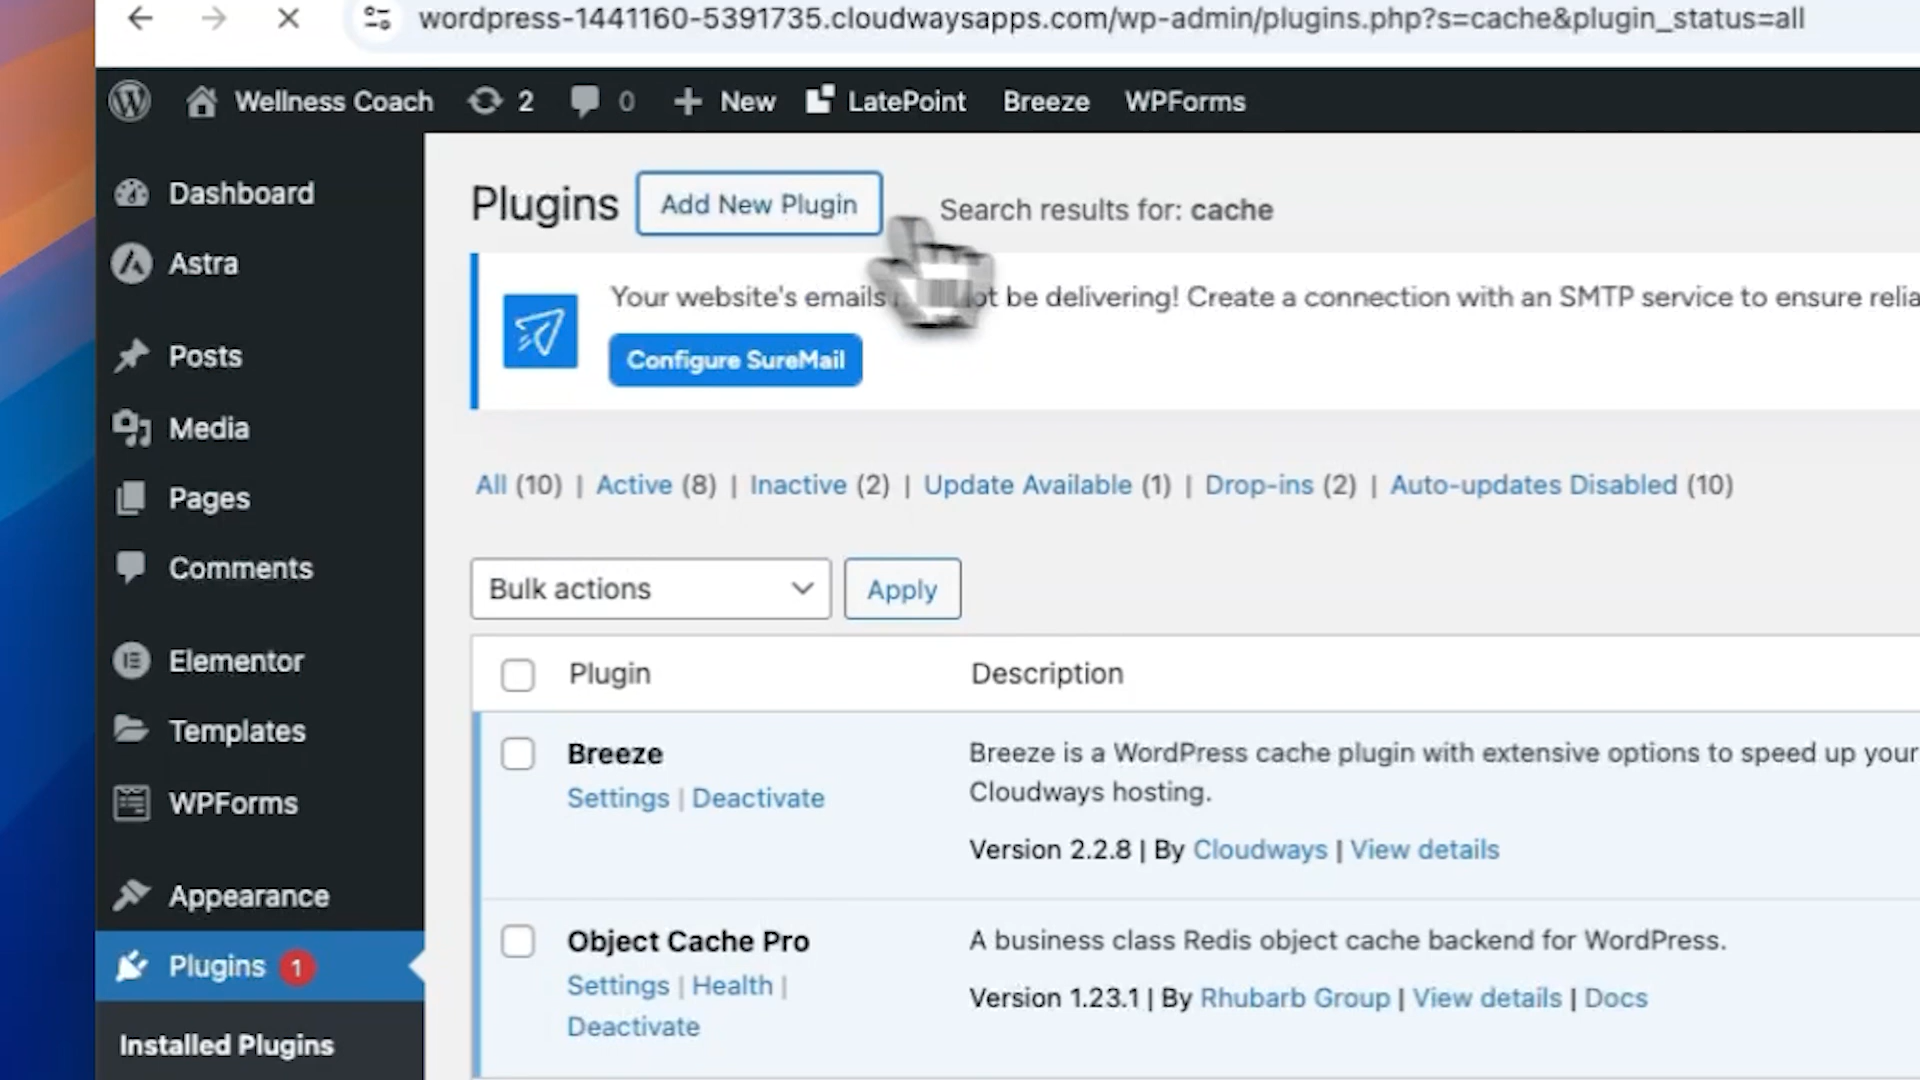 wordpress-1441160-5391735.cloudwaysapps.com/wp-admin/plugins.php?s=cache&plugin_status=all
Wellness Coach 2 0 New LatePoint Breeze WPForms
Dashboard
Astra
Posts
Media
Pages
Comments
Elementor
Templates
WPForms
Appearance
Plugins 1
Installed Plugins
Plugins Add New Plugin Search results for: cache
Your website's emails be delivering! Create a connection with an SMTP service to ensure
Configure SureMail
All (10) | Active (8) | Inactive (2) | Update Available (1) | Drop-ins (2) | Auto-updates Disabled (10)
Bulk actions Apply
Plugin Description
Breeze
Settings | Deactivate
Breeze is a WordPress cache plugin with extensive options to speed up your
Cloudways hosting.
Version 2.2.8 | By Cloudways | View details
Object Cache Pro
Settings | Health |
Deactivate
A business class Redis object cache backend for WordPress.
Version 1.23.1 | By Rhubarb Group | View details | Docs